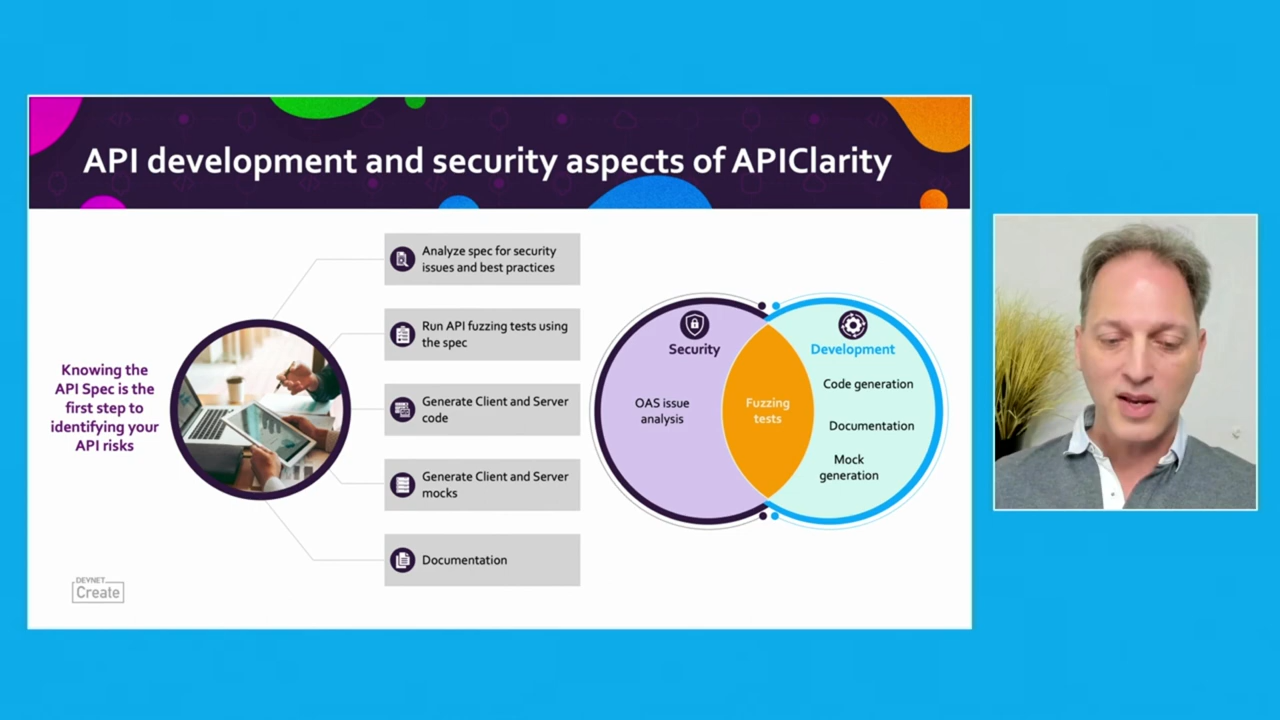 API development and security aspects of APIClarity
Knowing the
API Spec is the
first step to
identifying your
API risks
Analyze spec for security
issues and best practices
Run API fuzzing tests using
the spec
Generate Client and Server
code
Generate Client and Server
mocks
Documentation
Security
OAS issue
analysis
Fuzzing
tests
Development
Code generation
Documentation
Mock
generation
DEVNET
Create